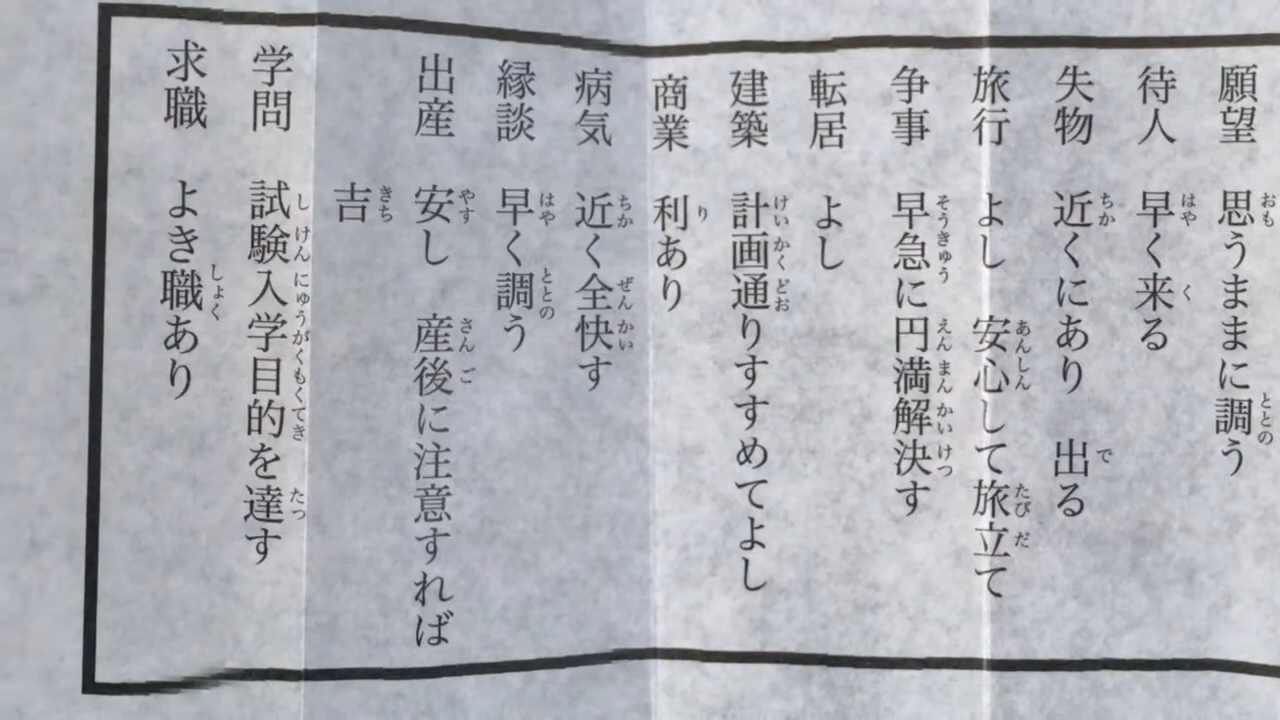 願望 思うままに調う
待人 早く来る
失物 近くにあり 出る
旅行 よし 安心して旅立て
争事 早急に円満解決す
転居 よし
建築 計画通りすすめてよし
商業 利あり
病気 近く全快す
縁談 早く調う
出産 安し 産後に注意すれば
吉
学問 試験入学目的を達す
求職 よき職あり